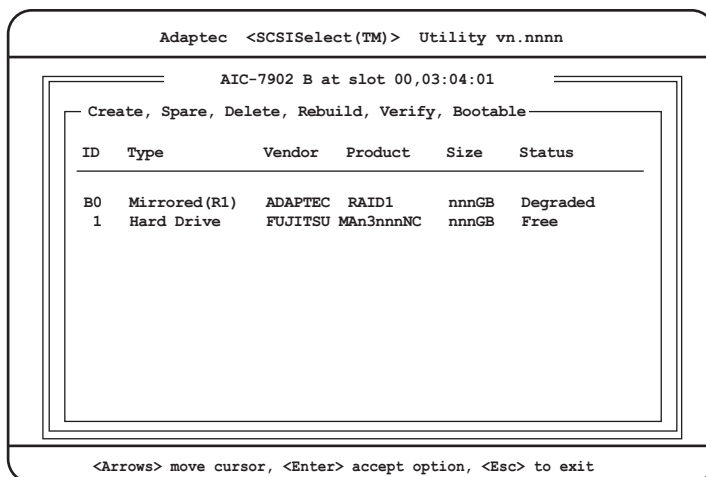 Adaptec <SCSISelect(TM)> Utility vn.nnnn
AIC-7902 B at slot 00,03:04:01
Create, Spare, Delete, Rebuild, Verify, Bootable
ID Type Vendor Product Size Status
B0 Mirrored(R1) ADAPTEC RAID1 nnnGB Degraded
1 Hard Drive FUJITSU MAn3nnnNC nnnGB Free
<Arrows> move cursor, <Enter> accept option, <Esc> to exit